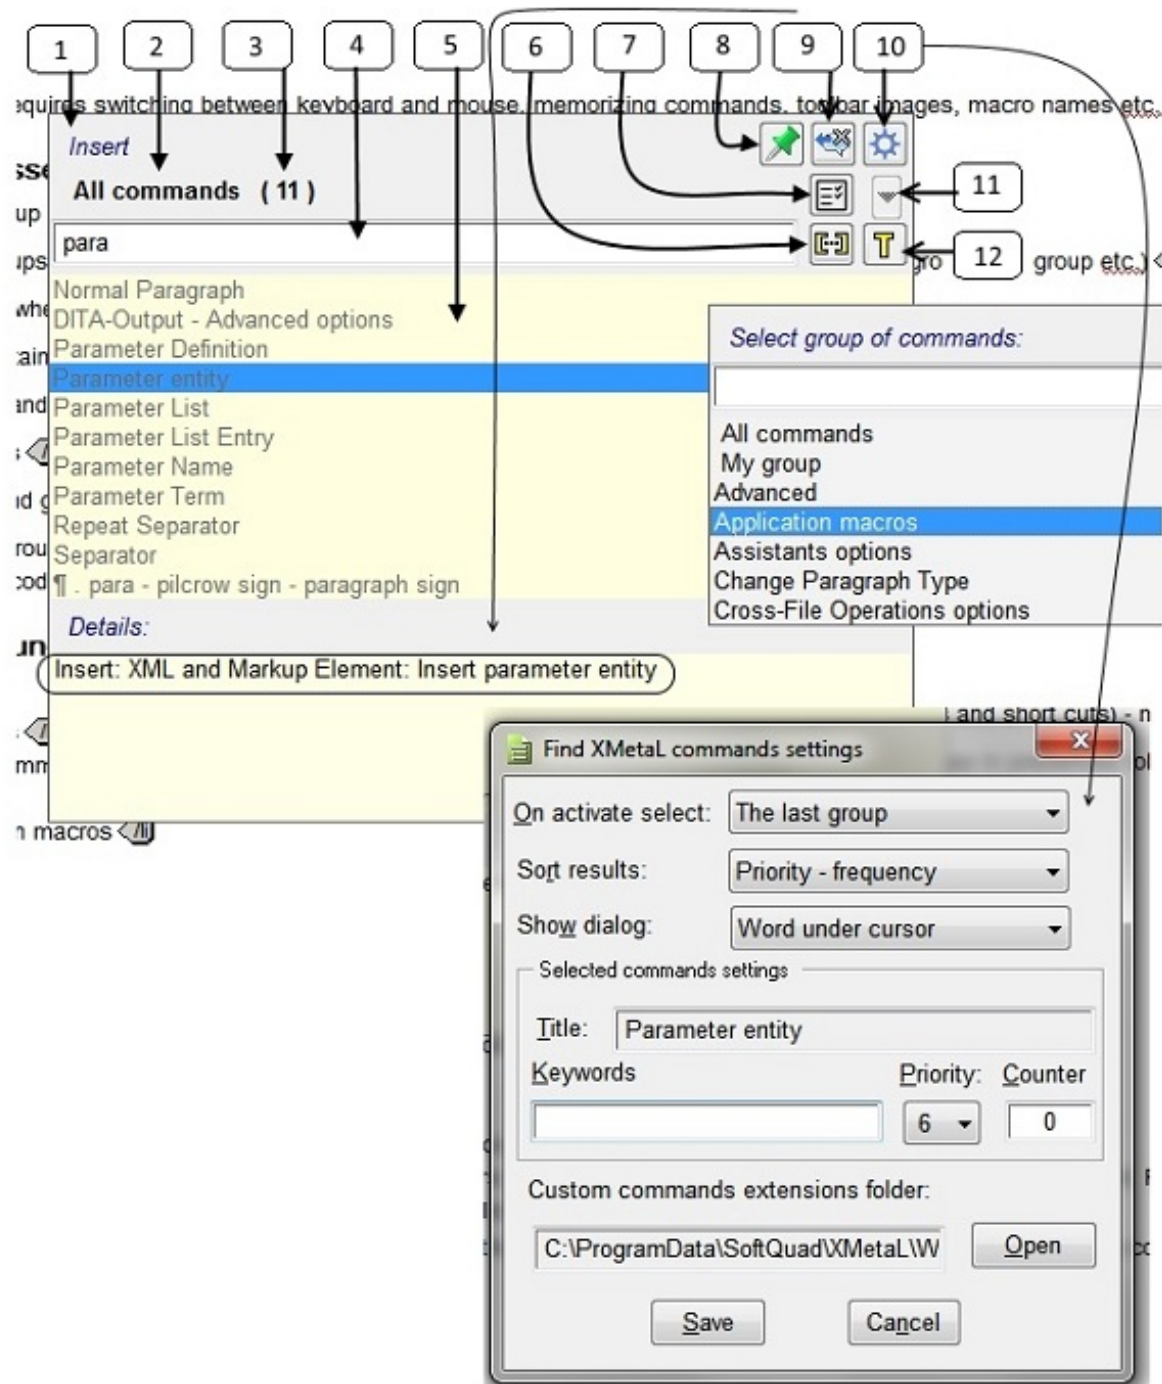 1 2 3 4 5 6 7 8 9 10
equires switching between keyboard and mouse, memorizing commands, toolbar images, macro names etc.
Insert
All commands ( 11 )
11
up
para
ups
12
group etc.)
Normal Paragraph
DITA-Output - Advanced options
Parameter Definition
Parameter entity
Parameter List
Parameter List Entry
Parameter Name
Parameter Term
Repeat Separator
Separator
¶ . para - pilcrow sign - paragraph sign
Select group of commands:
All commands
My group
Advanced
Application macros
Assistants options
Change Paragraph Type
Cross-File Operations options
Details:
Insert: XML and Markup Element: Insert parameter entity
and short cuts) - n
n macros </li
Find XMetaL commands settings
On activate select: The last group
Sort results: Priority - frequency
Show dialog: Word under cursor
Selected commands settings
Title: Parameter entity
Keywords Priority: Counter
6 0
Custom commands extensions folder:
C:\ProgramData\SoftQuad\XMetaL\W Open
Save Cancel